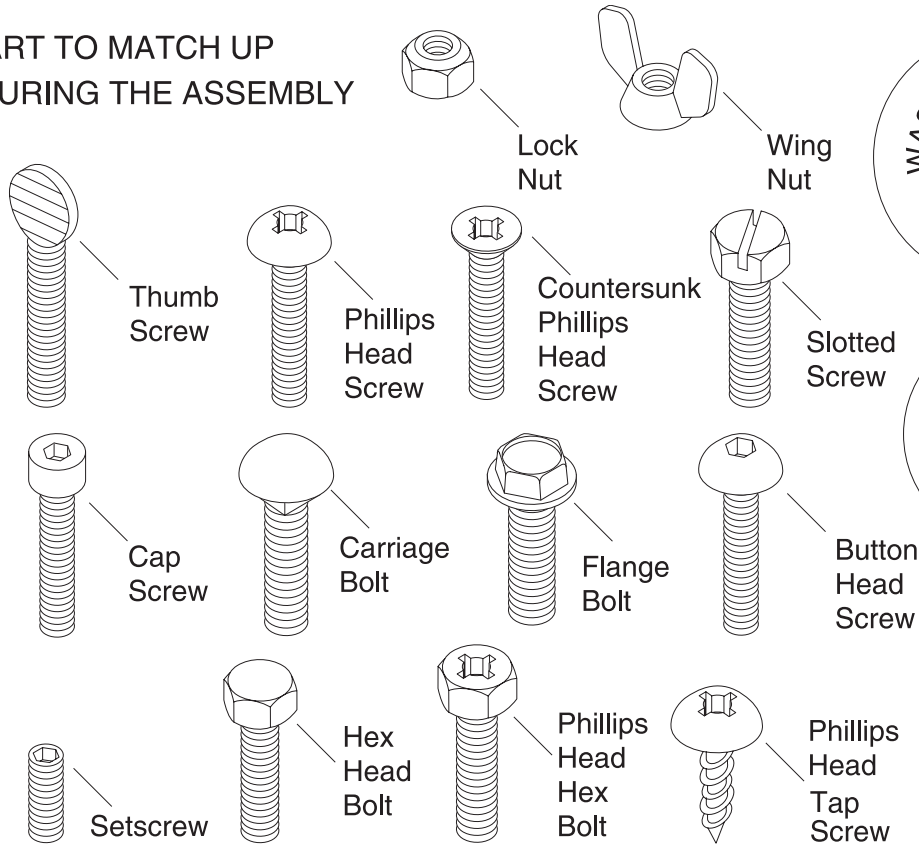 ART TO MATCH UP
URING THE ASSEMBLY
Lock
Nut
Wing
Nut
Thumb
Screw
Phillips
Head
Screw
Countersunk
Phillips
Head
Screw
Slotted
Screw
Cap
Screw
Carriage
Bolt
Flange
Bolt
Button
Head
Screw
Setscrew
Hex
Head
Bolt
Phillips
Head
Hex
Bolt
Phillips
Head
Tap
Screw